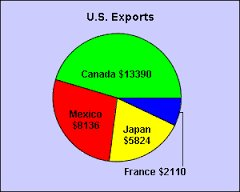 U.S. Exports
Canada $13390
Mexico
$8136
Japan
$5824
France $2110